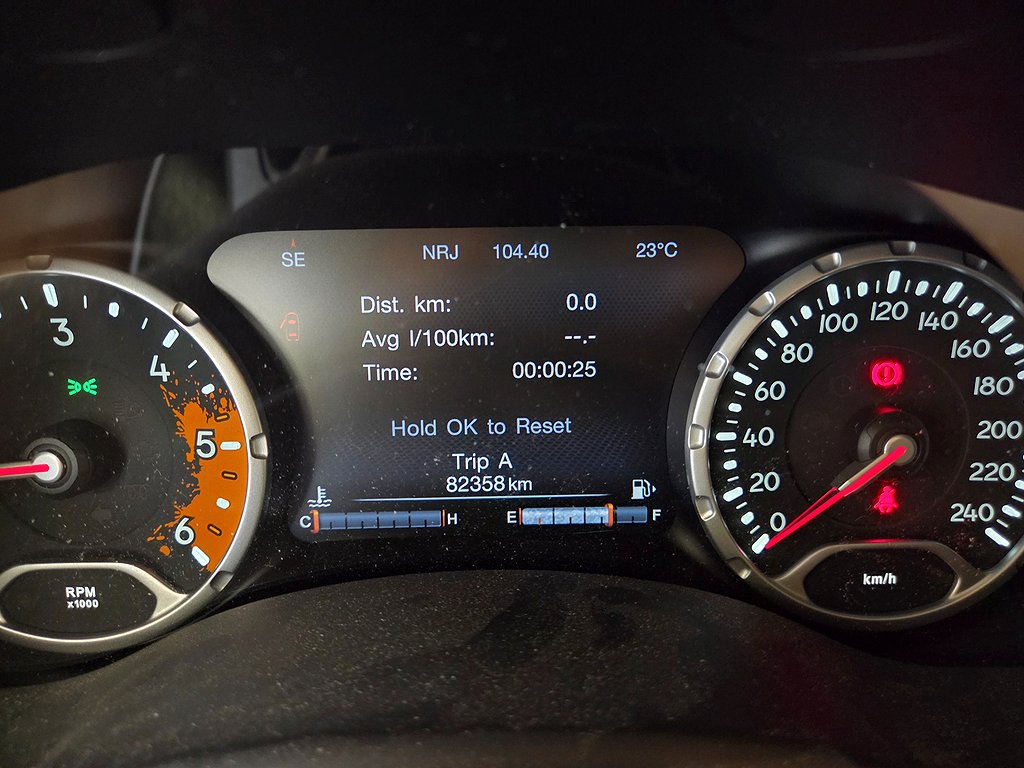 SE NRJ 104.40 23°C
Dist. km: 0.0
Avg l/100km: --.-
Time: 00:00:25
Hold OK to Reset
Trip A
82358 km
C H E F
3
4
5
6
RPM
x1000
0
20
40
60
80
100
120
140
160
180
200
220
240
km/h